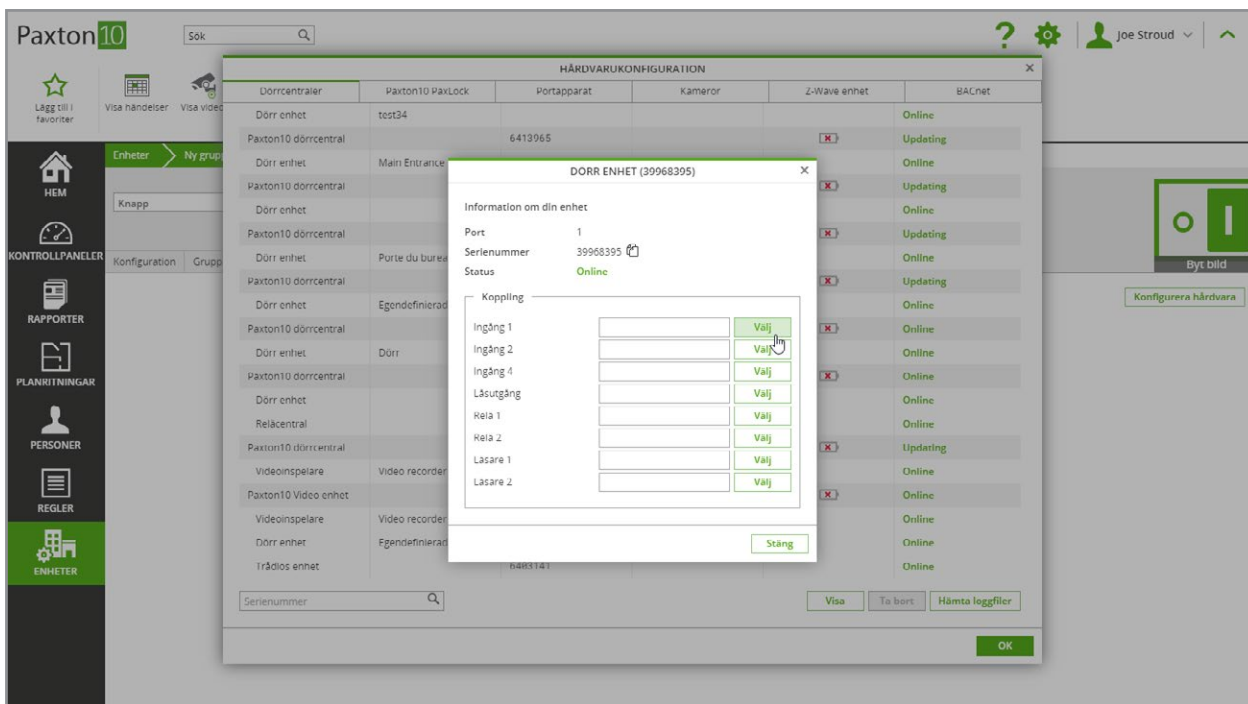 Paxton10
Sök
Joe Stroud
Lägg till i
favoriter
Visa händelser
Visa video
HEM
KONTROLLPANELER
RAPPORTER
PLANRITNINGAR
PERSONER
REGLER
ENHETER
Enheter
Ny grupp
Knapp
Konfiguration
Grupp
Byt bild
Konfigurera hårdvara
HÅRDVARUKONFIGURATION
Dörrcentraler Paxton10 PaxLock Portapparat Kameror Z-Wave enhet BACnet
Dörr enhet test34 Online
Paxton10 dörrcentral 6413965 Updating
Dörr enhet Main Entrance Online
Paxton10 dörrcentral Updating
Dörr enhet Online
Paxton10 dörrcentral Updating
Dörr enhet Porte du burea Online
Paxton10 dörrcentral Updating
Dörr enhet Egendefinierad Online
Paxton10 dörrcentral Online
Dörr enhet Dörr Online
Paxton10 dörrcentral Online
Dörr enhet Online
Reläcentral Online
Paxton10 dörrcentral Updating
Videoinspelare Video recorder Online
Paxton10 Video enhet Online
Videoinspelare Video recorder Online
Dörr enhet Egendefinierad Online
Trådlös enhet 6483141 Online
Serienummer
Visa Ta bort Hämta loggfiler
OK
DÖRR ENHET (39968395)
Information om din enhet
Port 1
Serienummer 39968395
Status Online
Koppling
Ingång 1 Välj
Ingång 2 Välj
Ingång 4 Välj
Låsutgång Välj
Relä 1 Välj
Relä 2 Välj
Läsare 1 Välj
Läsare 2 Välj
Stäng